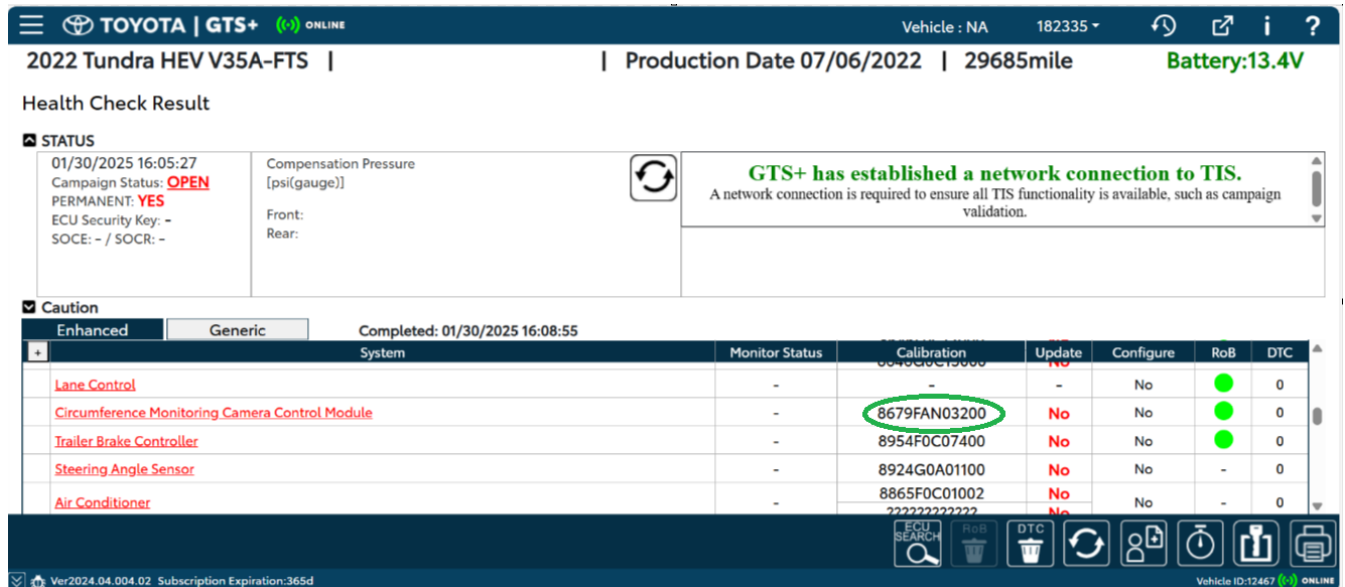 TOYOTA | GTS+ ONLINE Vehicle : NA 182335 i ?
2022 Tundra HEV V35A-FTS | | Production Date 07/06/2022 | 29685mile Battery:13.4V
Health Check Result
STATUS
01/30/2025 16:05:27
Campaign Status: OPEN
PERMANENT: YES
ECU Security Key: -
SOCE: - / SOCR: -
Compensation Pressure
[psi(gauge)]
Front:
Rear:
GTS+ has established a network connection to TIS.
A network connection is required to ensure all TIS functionality is available, such as campaign
validation.
Caution
Enhanced Generic Completed: 01/30/2025 16:08:55
+ System Monitor Status Calibration Update Configure RoB DTC
No
Lane Control - - - No 0
Circumference Monitoring Camera Control Module - 8679FAN03200 No No 0
Trailer Brake Controller - 8954F0C07400 No No 0
Steering Angle Sensor - 8924G0A01100 No No - 0
Air Conditioner - 8865F0C01002 No No - 0
????????????? No
ECU SEARCH RoB DTC
Ver2024.04.004.02 Subscription Expiration:365d Vehicle ID:12467 ONLINE